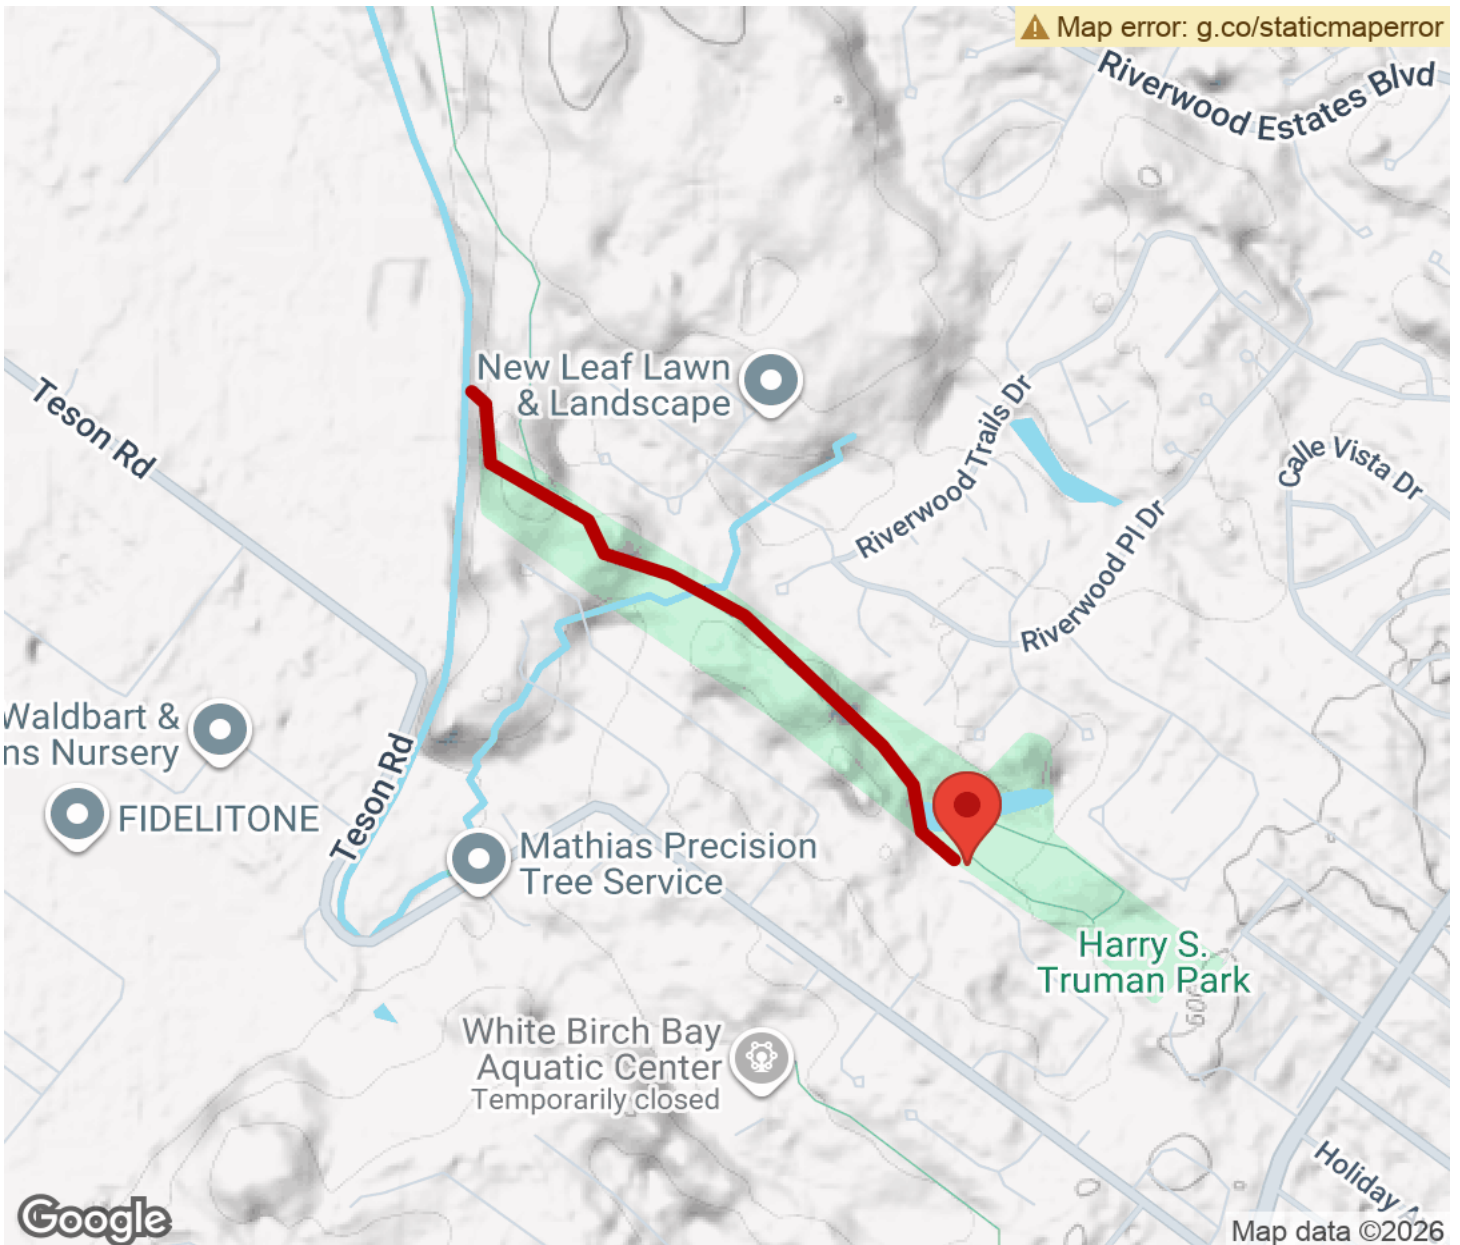 Map error: g.co/staticmaperror
Riverwood Estates Blvd
New Leaf Lawn
& Landscape
Teson Rd
Riverwood Trails Dr
Calle Vista Dr
Riverwood Pl Dr
Waldbart &
ns Nursery
FIDELITONE
Teson Rd
Mathias Precision
Tree Service
Harry S.
Truman Park
White Birch Bay
Aquatic Center
Temporarily closed
Holiday
Google
Map data ©2026